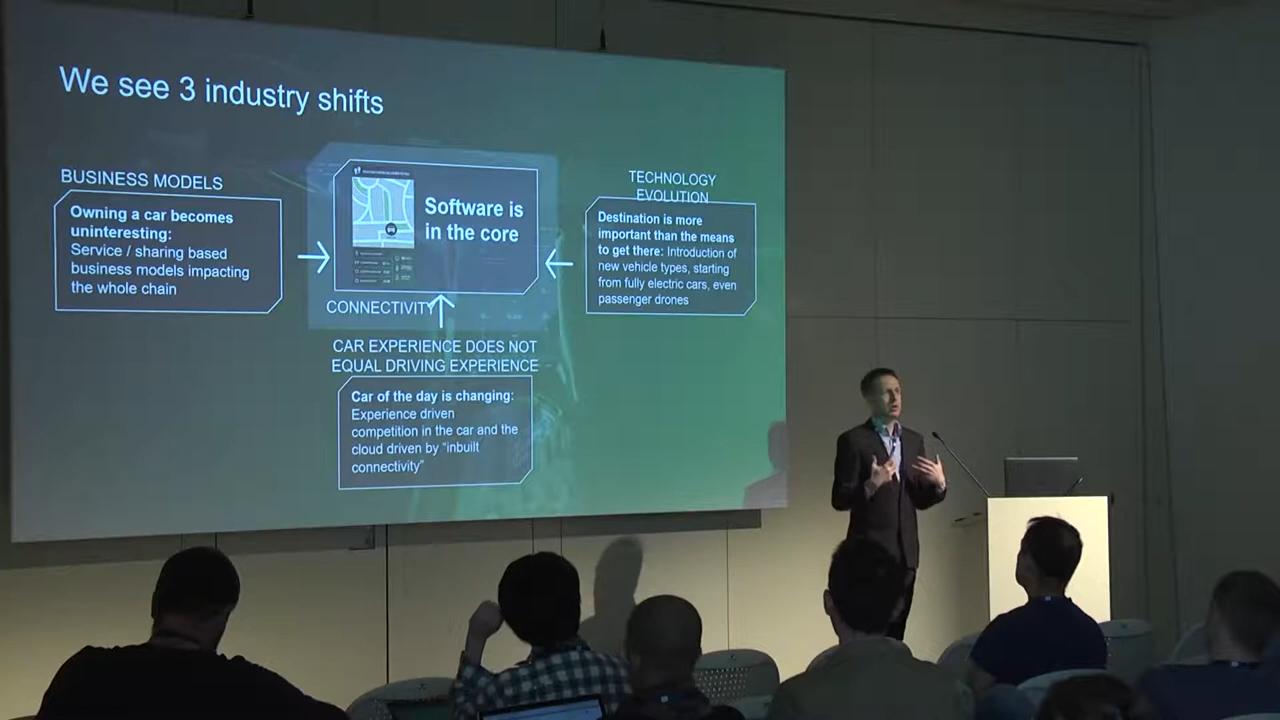 We see 3 industry shifts
BUSINESS MODELS
Owning a car becomes
uninteresting:
Service / sharing based
business models impacting
the whole chain
Software is
in the core
CONNECTIVITY
TECHNOLOGY
EVOLUTION
Destination is more
important than the means
to get there: Introduction of
new vehicle types, starting
from fully electric cars, even
passenger drones
CAR EXPERIENCE DOES NOT
EQUAL DRIVING EXPERIENCE
Car of the day is changing:
Experience driven
competition in the car and the
cloud driven by "inbuilt
connectivity"